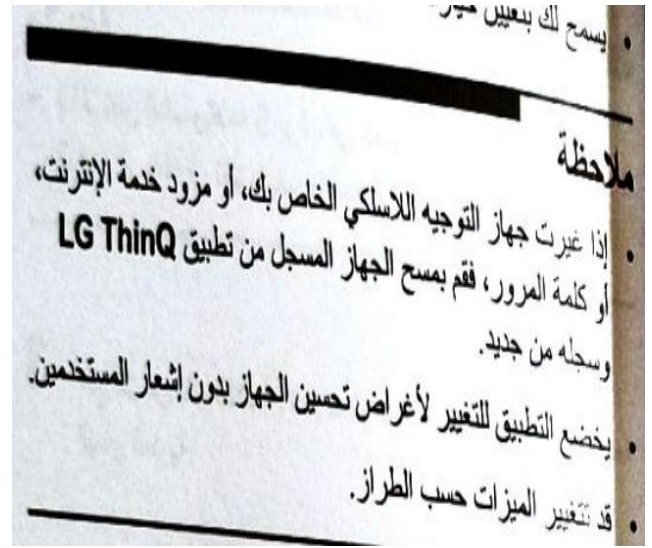 • يسمح لك بتعيين
ملاحظة
• إذا غيرت جهاز التوجيه اللاسلكي الخاص بك، أو مزود خدمة الإنترنت،
أو كلمة المرور، فقم بمسح الجهاز المسجل من تطبيق LG ThinQ
وسجله من جديد.
• يخضع التطبيق للتغيير لأغراض تحسين الجهاز بدون إشعار المستخدمين.
• قد تتغيير الميزات حسب الطراز.